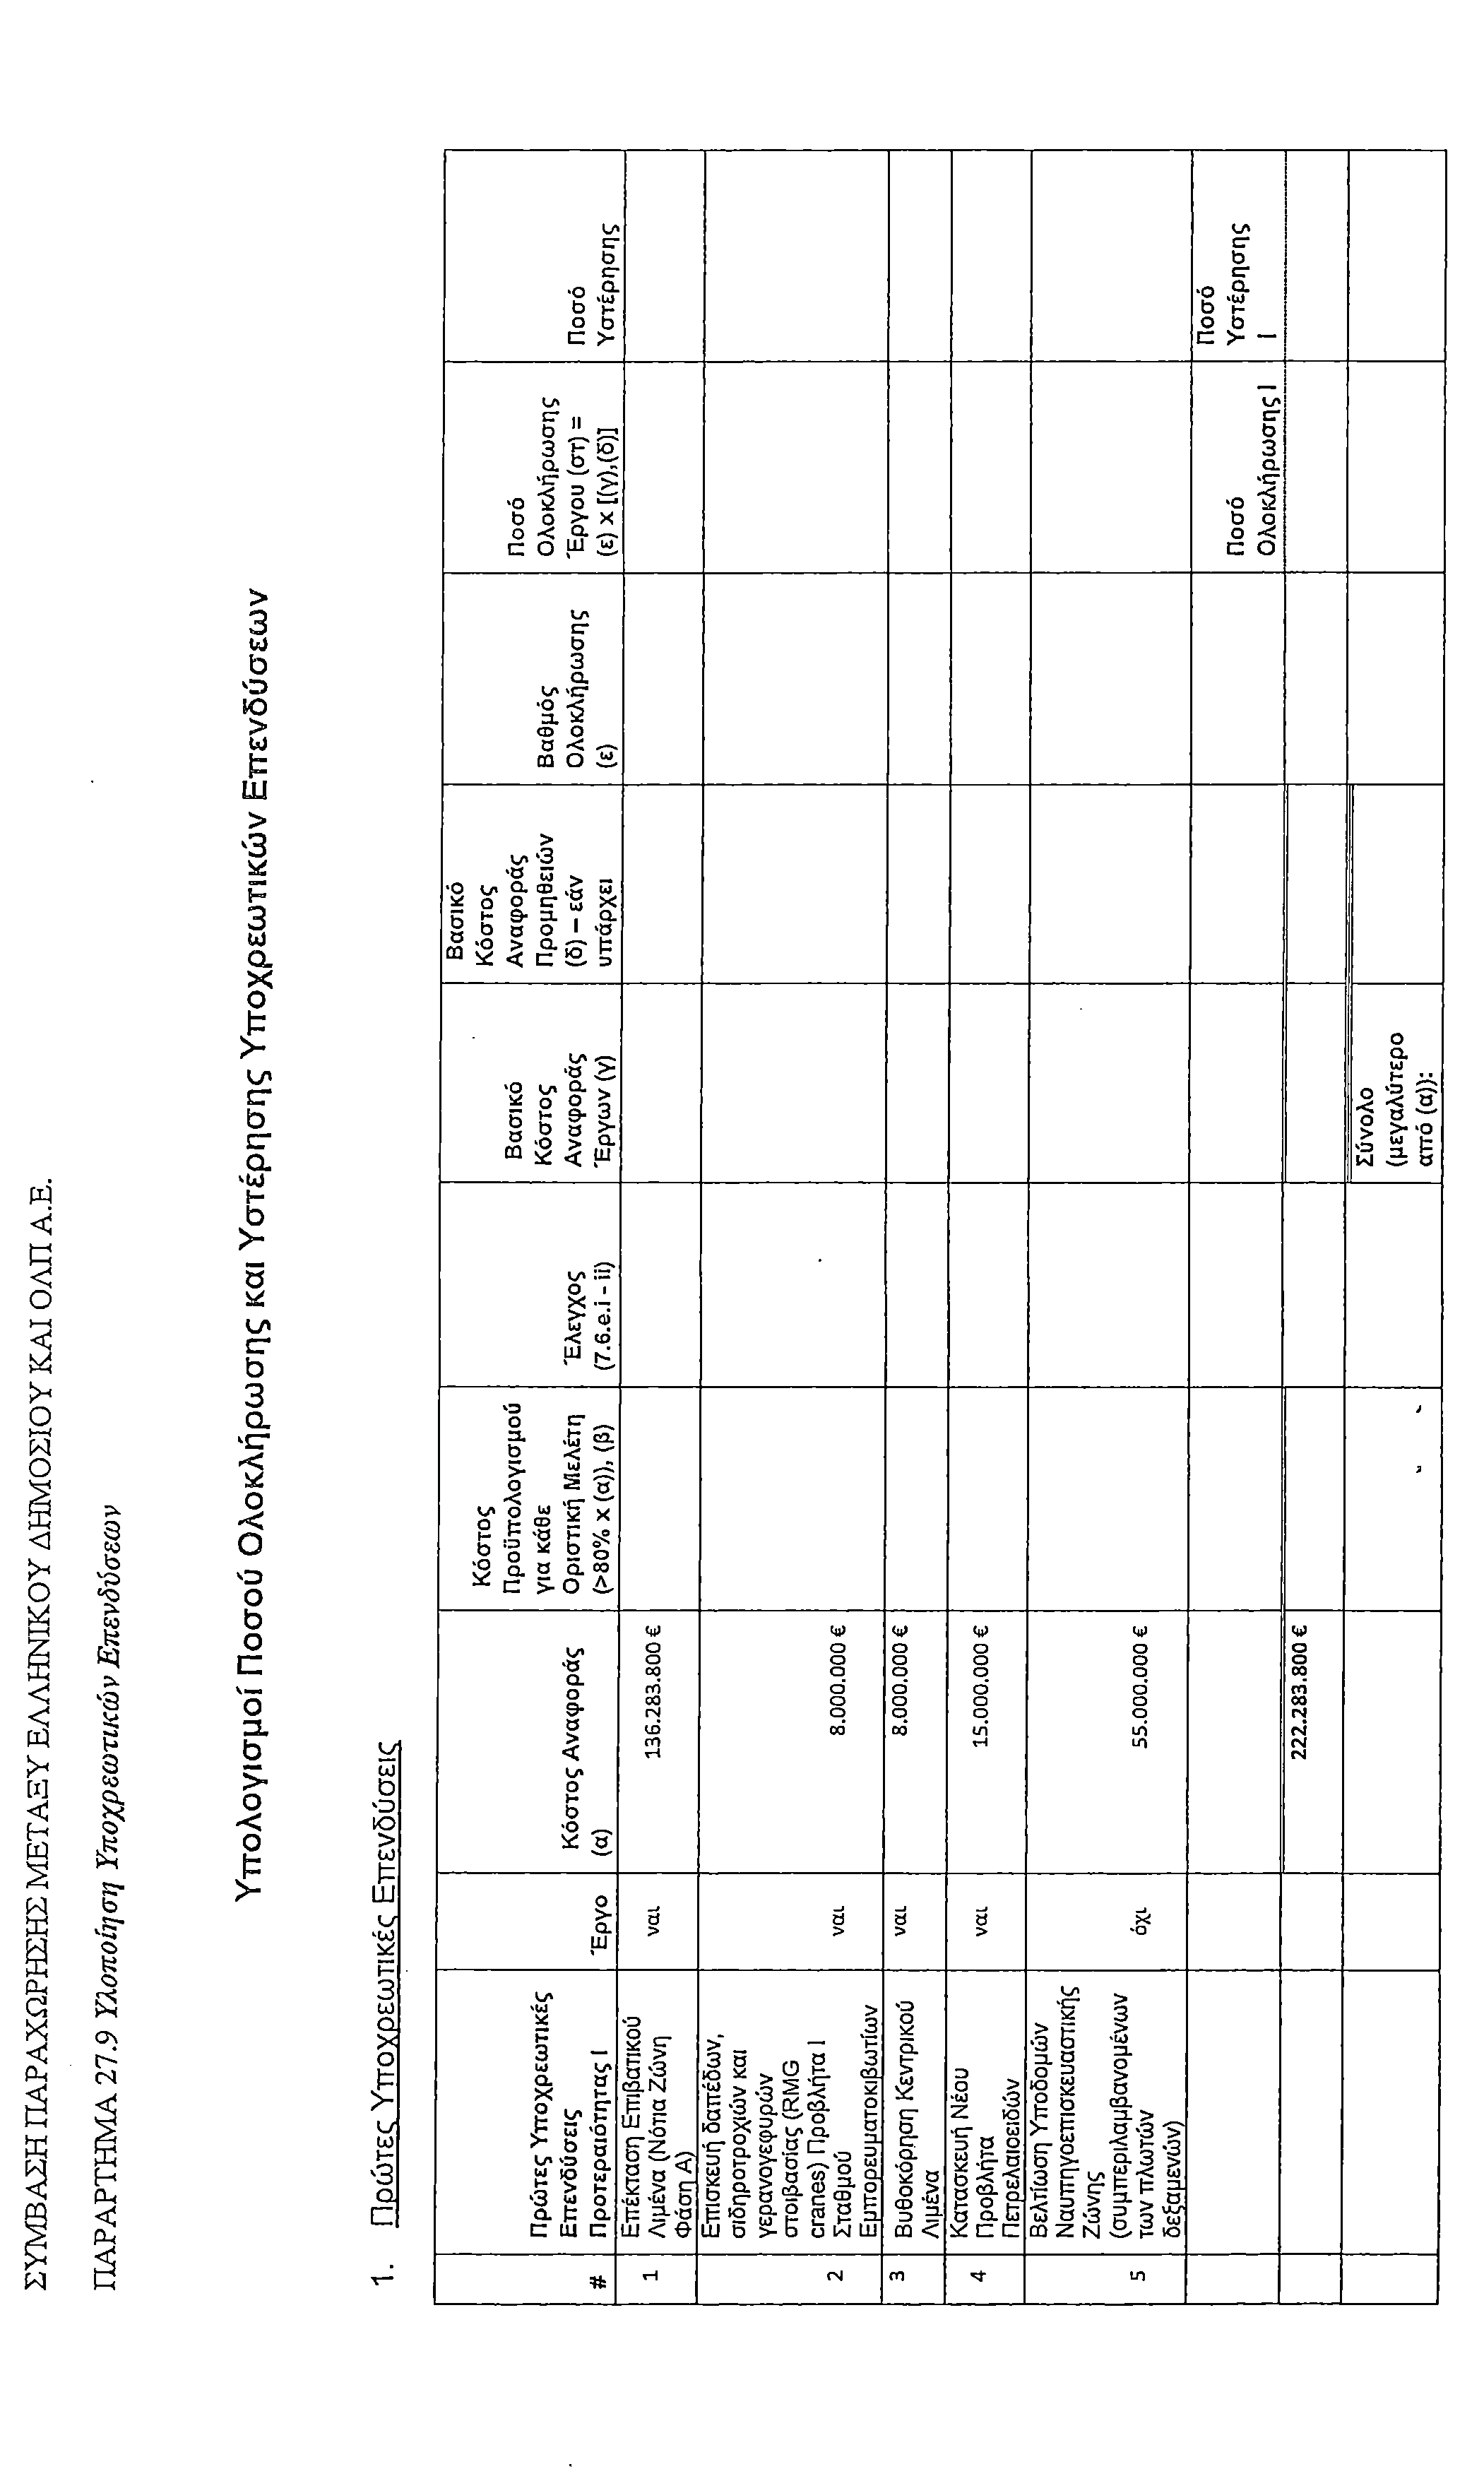 ΣΥΜΒΑΣΗ ΠΑΡΑΧΩΡΗΣΗΣ ΜΕΤΑΞΥ ΕΛΛΗΝΙΚΟΥ ΔΗΜΟΣΙΟΥ ΚΑΙ ΟΛΠ Α.Ε.
ΠΑΡΑΡΤΗΜΑ 27.9 Υλοποίηση Υποχρεωτικών Επενδύσεων
Υπολογισμοί Ποσού Ολοκλήρωσης και Υστέρησης Υποχρεωτικών Επενδύσεων
1. Πρώτες Υποχρεωτικές Επενδύσεις
#
Πρώτες Υποχρεωτικές
Επενδύσεις
Προτεραιότητας Ι
Έργο
Κόστος Αναφοράς
(α)
Κόστος
Προϋπολογισμού
για κάθε
Οριστική Μελέτη
(>80% x (α)), (β)
Έλεγχος
(7.6.e.i - ii)
Βασικό
Κόστος
Αναφοράς
Έργων (γ)
Βασικό
Κόστος
Αναφοράς
Προμηθειών
(δ) – εάν
υπάρχει
Βαθμός
Ολοκλήρωσης
(ε)
Ποσό
Ολοκλήρωσης
Έργου (στ) =
(ε) x [(γ),(δ)]
Ποσό
Υστέρησης
1
Επέκταση Επιβατικού
Λιμένα (Νότια Ζώνη
Φάση Α)
ναι
136.283.800 €
2
Επισκευή δαπέδων,
σιδηροτροχιών και
γερανογεφυρών
στοιβασίας (RMG
cranes) Προβλήτα Ι
Σταθμού
Εμπορευματοκιβωτίων
ναι
8.000.000 €
3
Βυθοκόρηση Κεντρικού
Λιμένα
ναι
8.000.000 €
4
Κατασκευή Νέου
Προβλήτα
Πετρελαιοειδών
ναι
15.000.000 €
5
Βελτίωση Υποδομών
Ναυπηγοεπισκευαστικής
Ζώνης
(συμπεριλαμβανομένων
των πλωτών
δεξαμενών)
όχι
55.000.000 €
Ποσό
Ολοκλήρωσης Ι
Ποσό
Υστέρησης
Ι
222.283.800 €
Σύνολο
(μεγαλύτερο
από (α)):